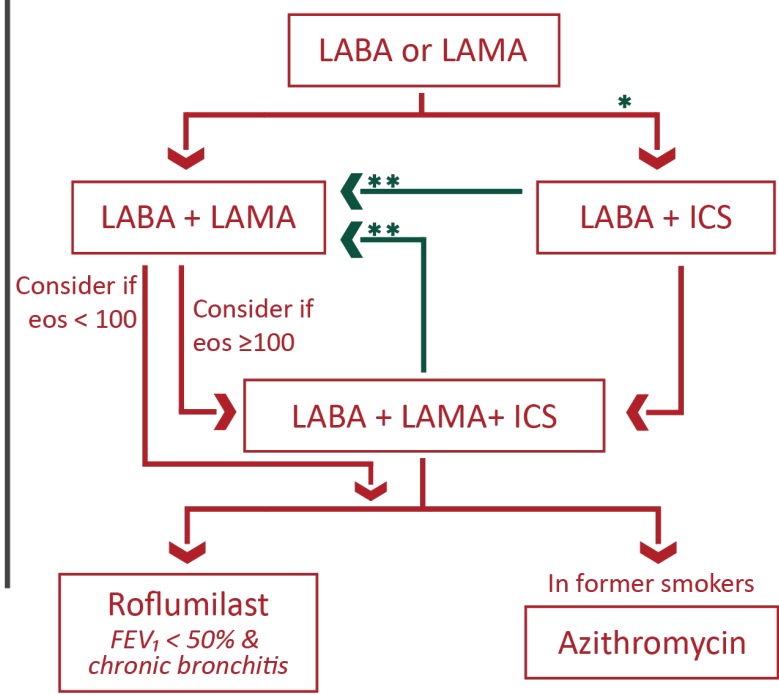 LABA or LAMA
*
**
LABA + LAMA
LABA + ICS
**
Consider if
eos < 100
Consider if
eos ≥100
LABA + LAMA+ ICS
In former smokers
Roflumilast
FEV₁ < 50% &
chronic bronchitis
Azithromycin